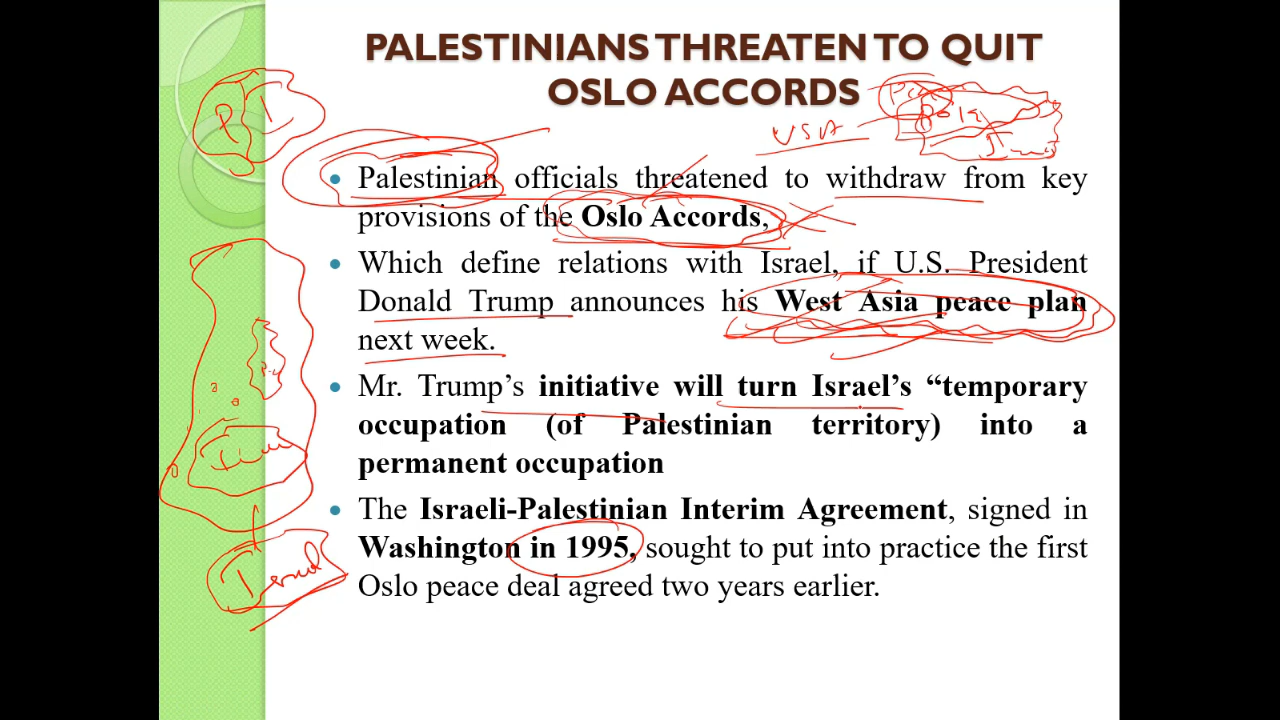 PALESTINIANS THREATEN TO QUIT
OSLO ACCORDS
USA
P I
• Palestinian officials threatened to withdraw from key
provisions of the Oslo Accords,
• Which define relations with Israel, if U.S. President
Donald Trump announces his West Asia peace plan
next week.
• Mr. Trump's initiative will turn Israel's “temporary
occupation (of Palestinian territory) into a
permanent occupation
• The Israeli-Palestinian Interim Agreement, signed in
Washington in 1995, sought to put into practice the first
Oslo peace deal agreed two years earlier.
Israel